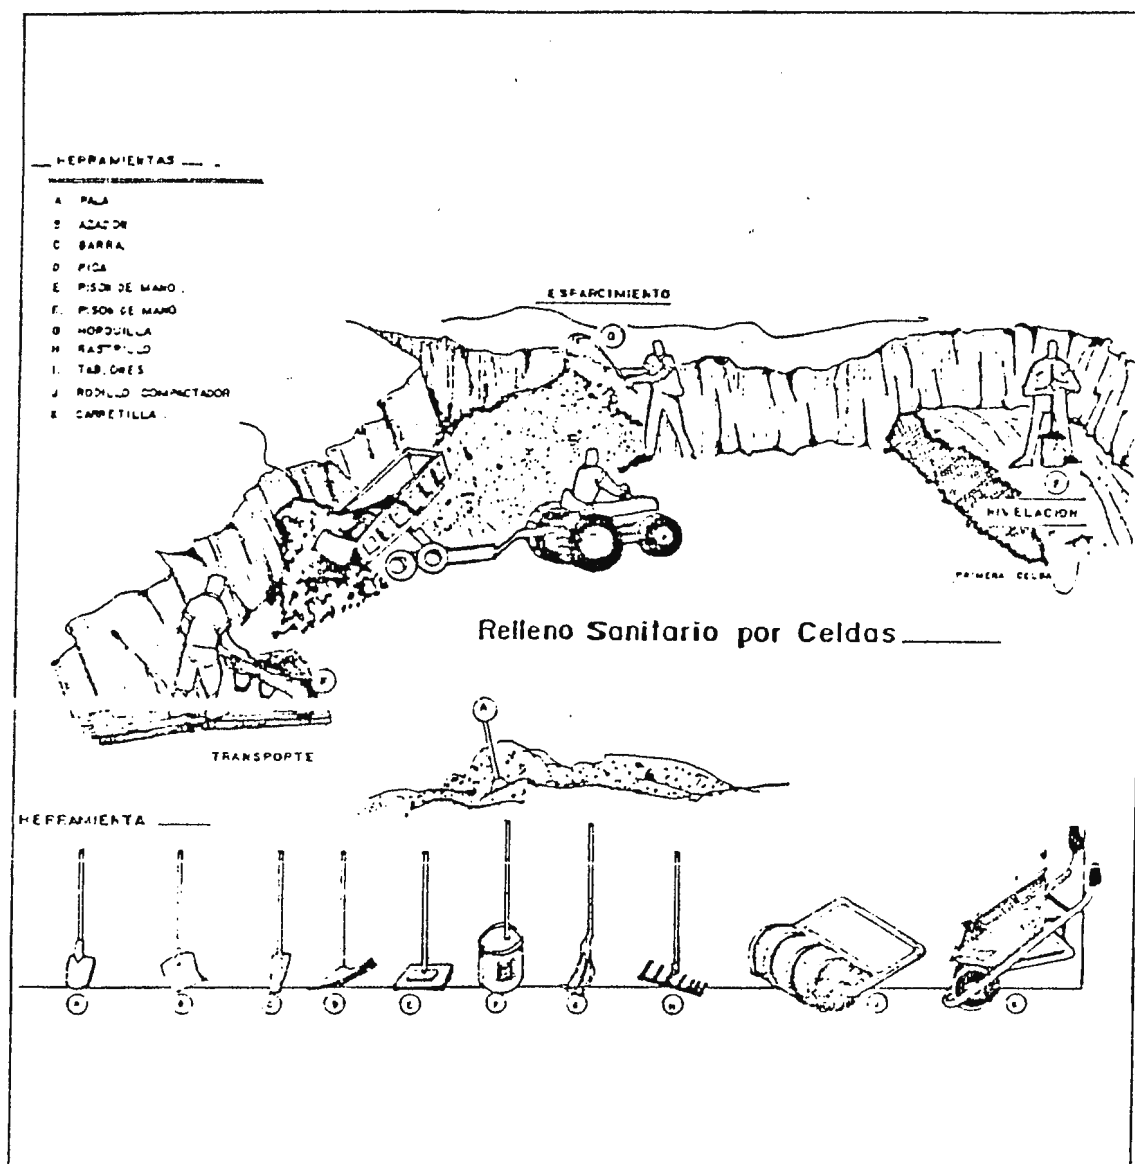 HERRAMIENTAS
A PALA
B AZADON
C BARRA
D PICA
E PISON DE MANO
F. PISON DE MANO
G HORQUILLA
H RASTRILLO
I. TABLONES
J RODILLO COMPACTADOR
K CARRETILLA
ESPARCIMIENTO
G
F
NIVELACION
PRIMERA CELDA
Relleno Sanitario por Celdas
TRANSPORTE
A
HERRAMIENTA
E
F
H
J
K